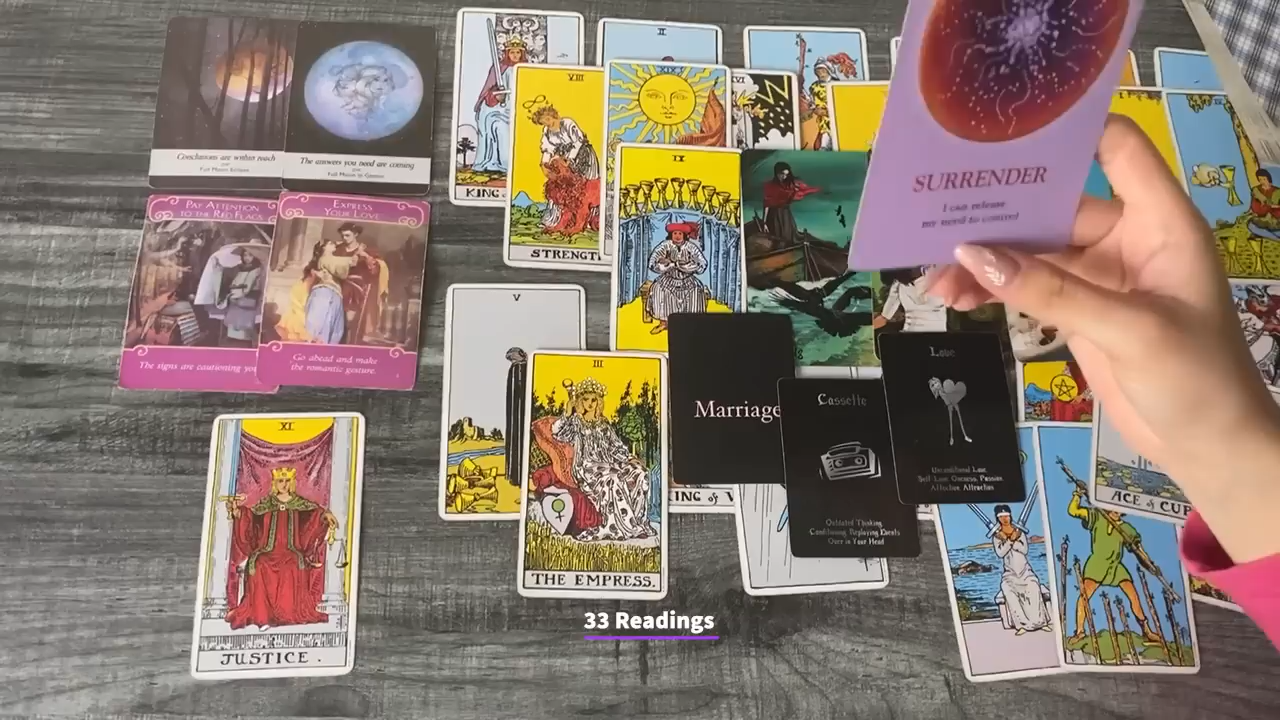 Conclusions are within reach
Full Moon Eclipse
The answers you need are coming
Full Moon in Gemini
PAY ATTENTION
TO THE RED FLAGS
The signs are cautioning you
EXPRESS
YOUR LOVE
Go ahead and make
the romantic gesture.
XI
JUSTICE.
KING
II
VIII
STRENGTH
IX
V
III
THE EMPRESS.
KING of
Marriage
Cassette
Outdated Thinking,
Conditioning, Replaying Events
Over in Your Head
Love
Unconditional Love,
Self-Love, Oneness, Passion,
Affection, Attraction
SURRENDER
I can release
my need to control
ACE of CUP
33 Readings